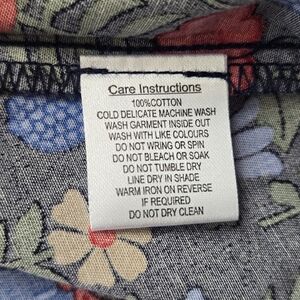 Care Instructions
100%COTTON
COLD DELICATE MACHINE WASH
WASH GARMENT INSIDE OUT
WASH WITH LIKE COLOURS
DO NOT WRING OR SPIN
DO NOT BLEACH OR SOAK
DO NOT TUMBLE DRY
LINE DRY IN SHADE
WARM IRON ON REVERSE
IF REQUIRED
DO NOT DRY CLEAN